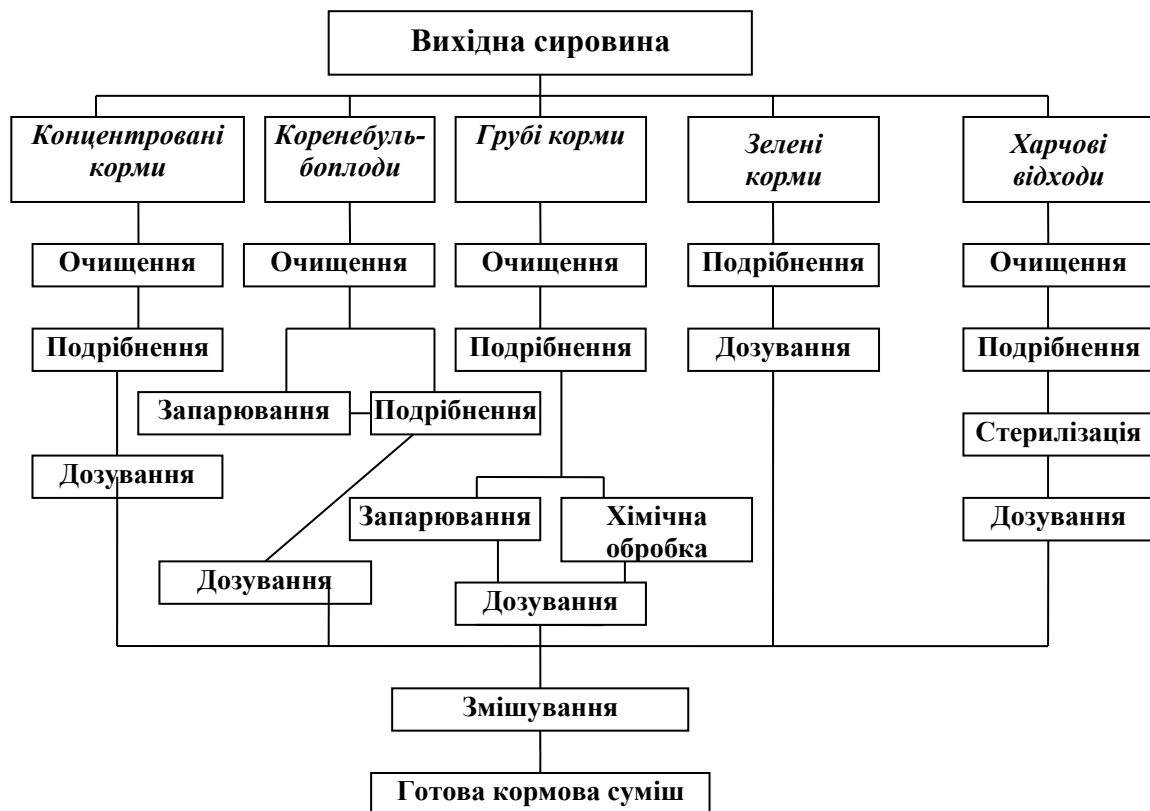 Вихідна сировина
Концентровані
корми
Коренебуль-
боплоди
Грубі корми
Зелені
корми
Харчові
відходи
Очищення
Очищення
Очищення
Подрібнення
Очищення
Подрібнення
Подрібнення
Дозування
Подрібнення
Запарювання
Подрібнення
Стерилізація
Дозування
Запарювання
Хімічна
обробка
Дозування
Дозування
Дозування
Змішування
Готова кормова суміш